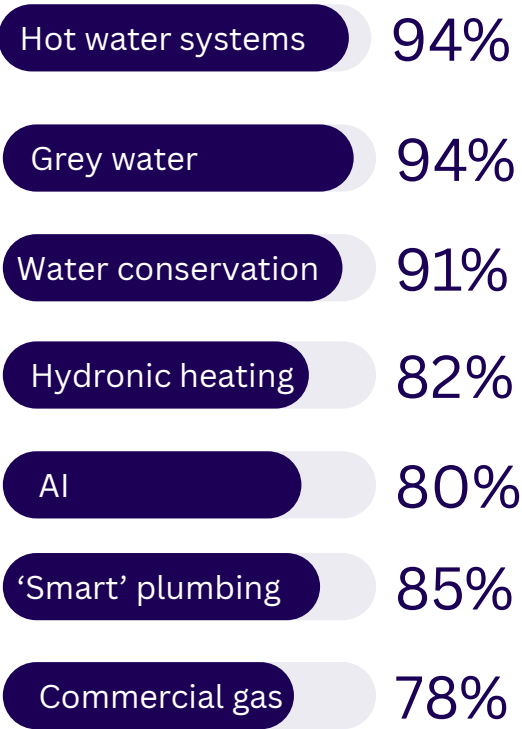 Hot water systems 94%
Grey water 94%
Water conservation 91%
Hydronic heating 82%
AI 80%
‘Smart’ plumbing 85%
Commercial gas 78%